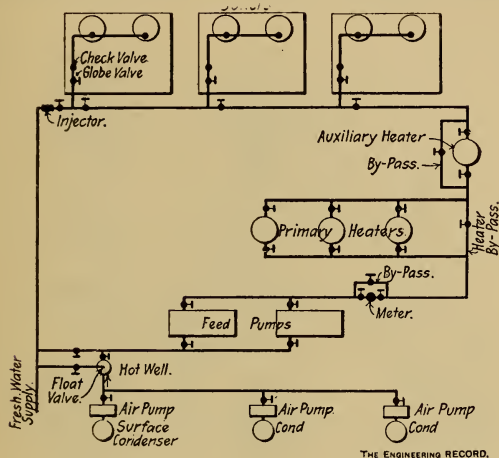 Check Valve
Globe Valve
Injector.
Auxiliary Heater
By-Pass.
Primary Heaters.
Heater
By-Pass.
By-Pass.
Meter.
Feed Pumps
Fresh Water
Supply.
Hot Well.
Float
Valve.
Air Pump
Surface
Condenser
Air Pump.
Cond
Air Pump
Cond
THE ENGINEERING RECORD.